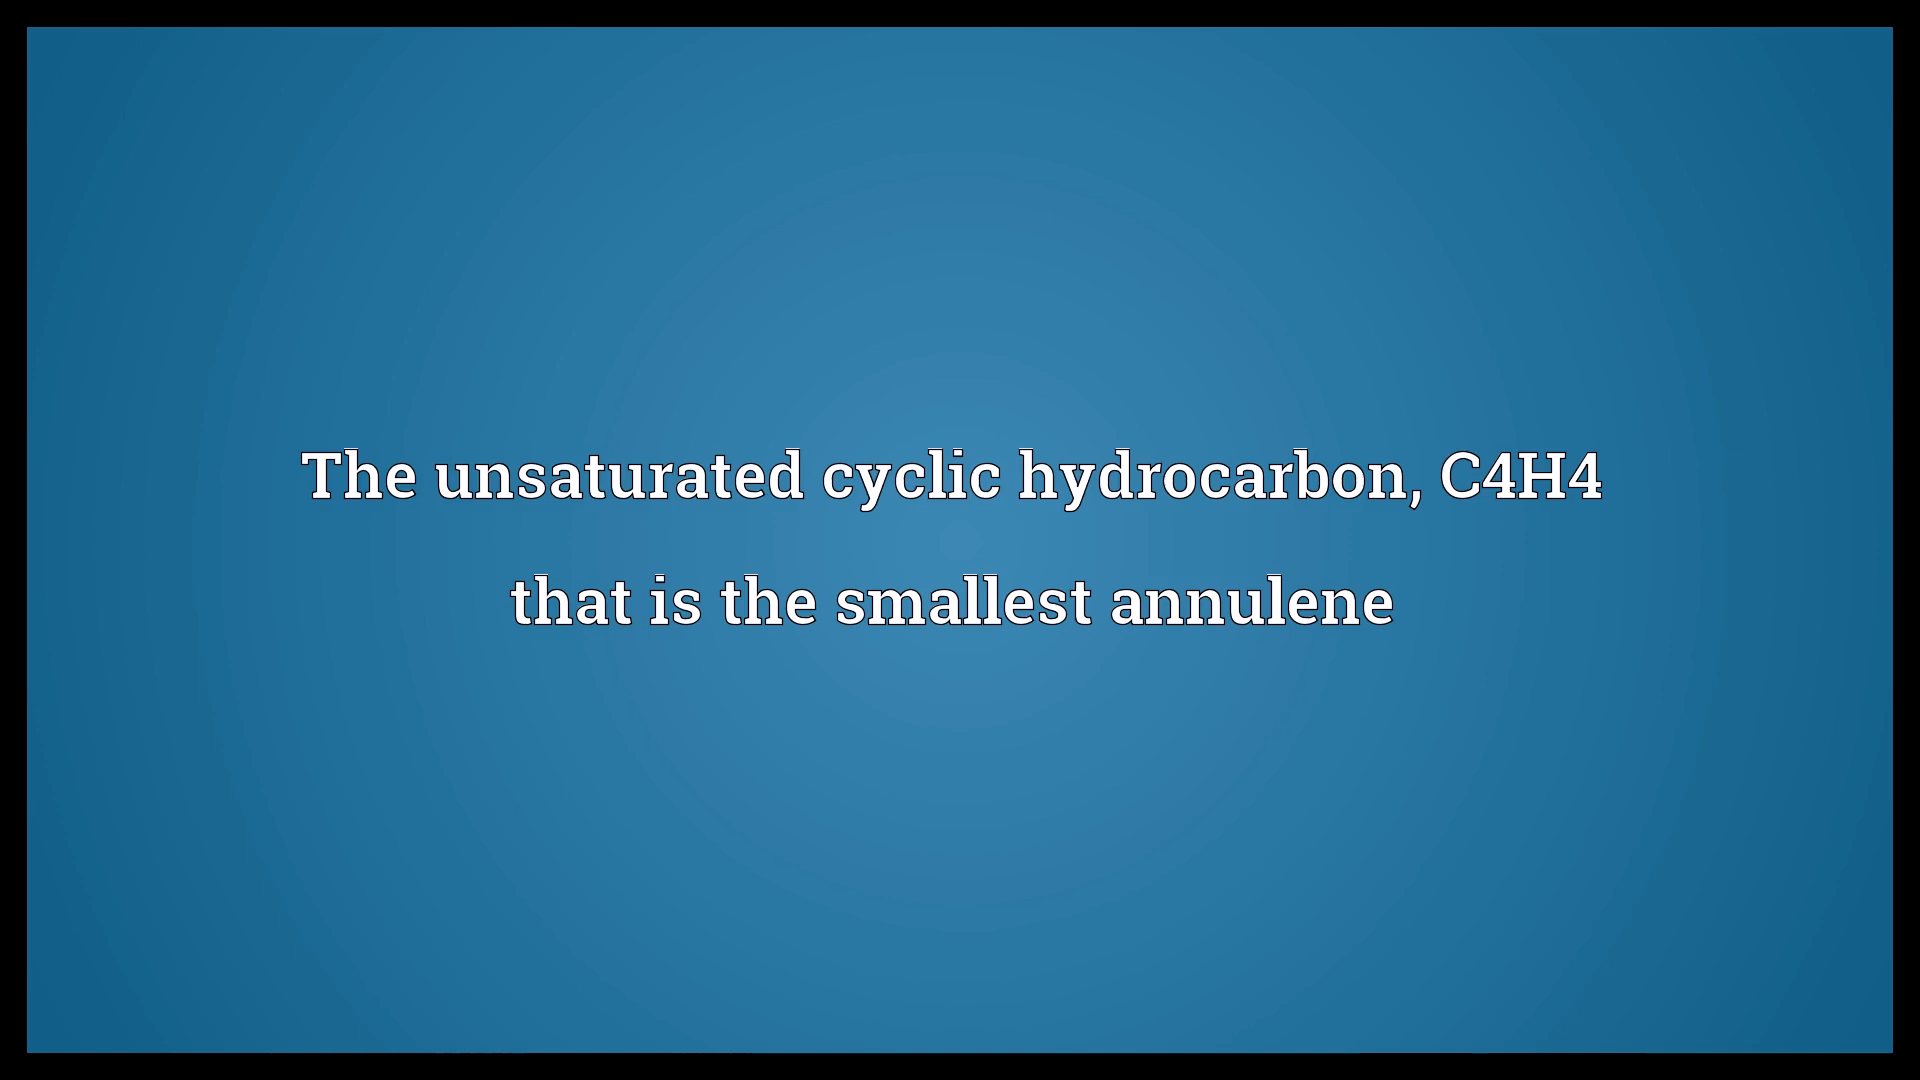 The unsaturated cyclic hydrocarbon, C4H4
that is the smallest annulene